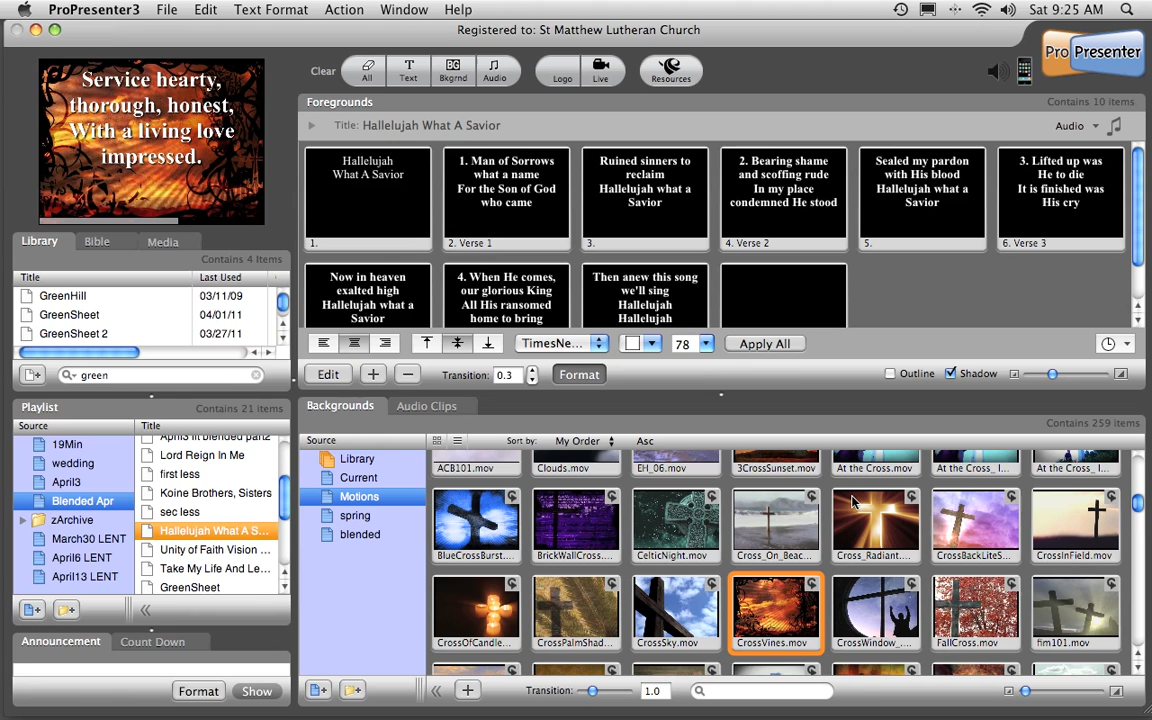 ProPresenter3 File Edit Text Format Action Window Help Sat 9:25 AM
Registered to: St Matthew Lutheran Church
Service hearty,
thorough, honest,
With a living love
impressed.
Clear
All
Text
Bkgrnd
Audio
Logo
Live
Resources
ProPresenter
Foregrounds Contains 10 items
Title: Hallelujah What A Savior Audio
Hallelujah
What A Savior
1.
1. Man of Sorrows
what a name
For the Son of God
who came
2. Verse 1
Ruined sinners to
reclaim
Hallelujah what a
Savior
3.
2. Bearing shame
and scoffing rude
In my place
condemned He stood
4. Verse 2
Sealed my pardon
with His blood
Hallelujah what a
Savior
5.
3. Lifted up was
He to die
It is finished was
His cry
6. Verse 3
Now in heaven
exalted high
Hallelujah what a
Savior
4. When He comes,
our glorious King
All His ransomed
home to bring
Then anew this song
we'll sing
Hallelujah
Hallelujah
TimesNe... 78 Apply All
Edit Transition: 0.3 Format Outline Shadow
Library Bible Media
Contains 4 Items
Title Last Used
GreenHill 03/11/09
GreenSheet 04/01/11
GreenSheet 2 03/27/11
green
Playlist Contains 21 items
Source Title
19Min
wedding
April3
Blended Apr
zArchive
March30 LENT
April6 LENT
April13 LENT
Lord Reign In Me
first less
Koine Brothers, Sisters
sec less
Hallelujah What A S...
Unity of Faith Vision ...
Take My Life And Le...
GreenSheet
Announcement Count Down
Format Show
Backgrounds Audio Clips
Contains 259 items
Source Sort by: My Order Asc
Library
Current
Motions
spring
blended
ACB101.mov
Clouds.mov
EH_06.mov
3CrossSunset.mov
At the Cross.mov
At the Cross_ I...
At the Cross_ I...
BlueCrossBurst....
BrickWallCross....
CelticNight.mov
Cross_On_Beac...
Cross_Radiant....
CrossBackLiteS...
CrossInField.mov
CrossOfCandle...
CrossPalmShad...
CrossSky.mov
CrossVines.mov
CrossWindow_...
FallCross.mov
fim101.mov
Transition: 1.0